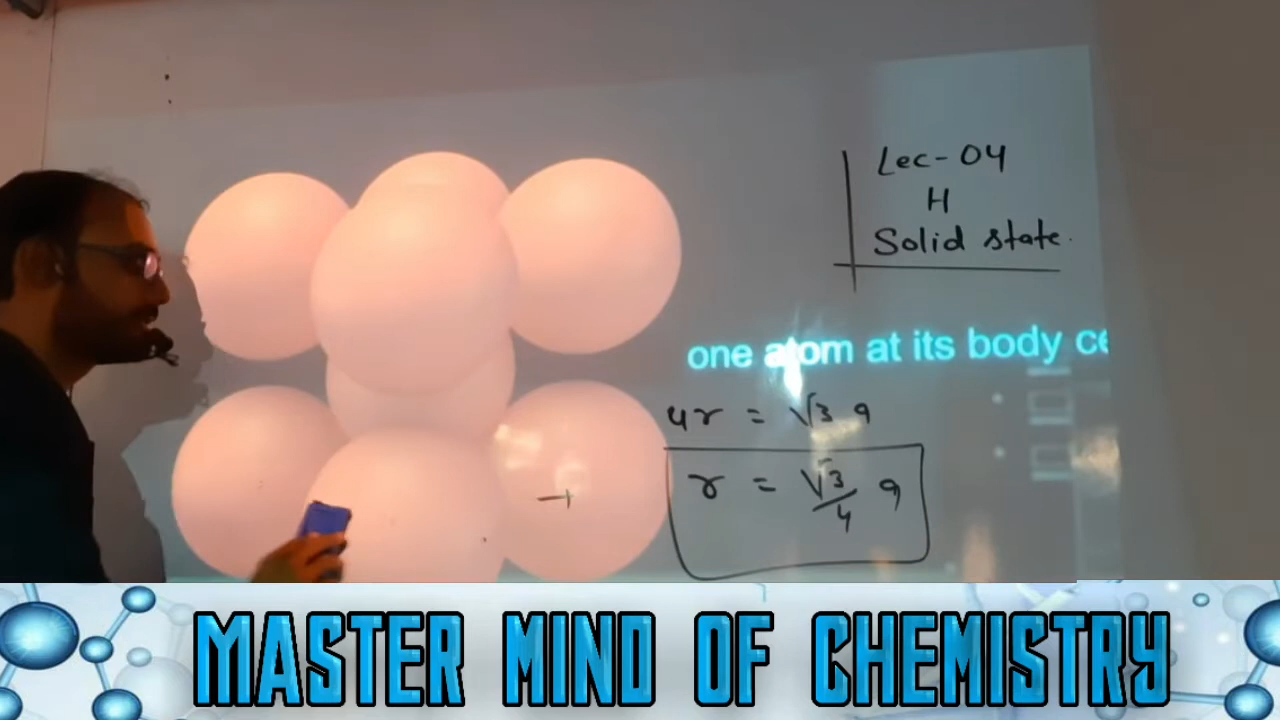 Lec-04
H
Solid state.
one atom at its body ce
4r = √3 a
r = √3/4 a
MASTER MIND OF CHEMISTRY